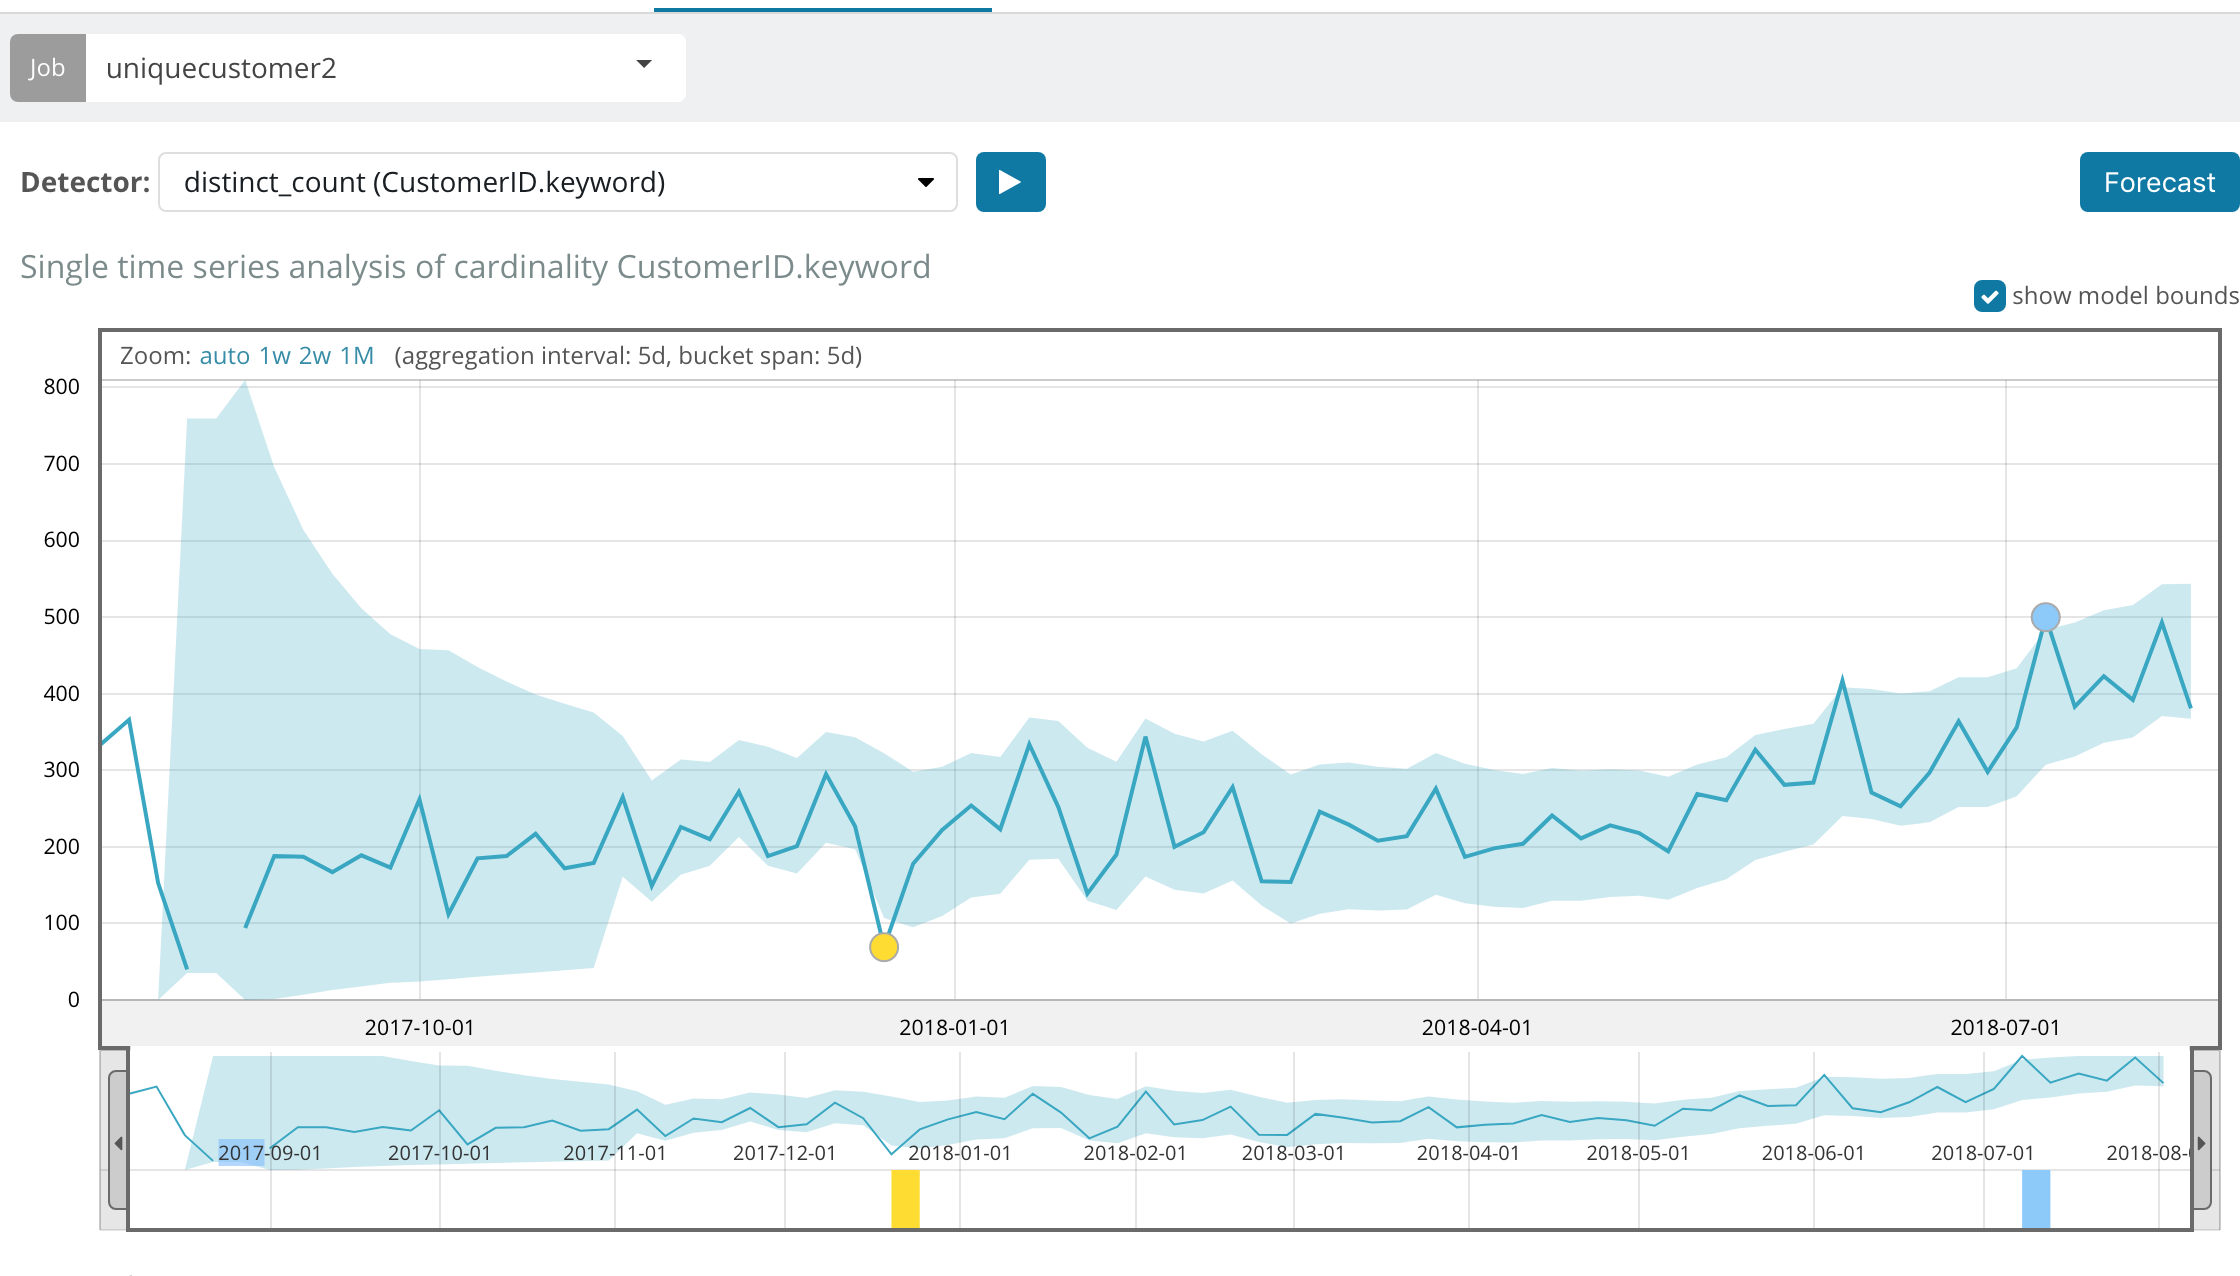 Job uniquecustomer2
Detector: distinct_count (CustomerID.keyword) Forecast
Single time series analysis of cardinality CustomerID.keyword
show model bounds
Zoom: auto 1w 2w 1M (aggregation interval: 5d, bucket span: 5d)
800
700
600
500
400
300
200
100
0
2017-10-01 2018-01-01 2018-04-01 2018-07-01
2017-09-01 2017-10-01 2017-11-01 2017-12-01 2018-01-01 2018-02-01 2018-03-01 2018-04-01 2018-05-01 2018-06-01 2018-07-01 2018-08-